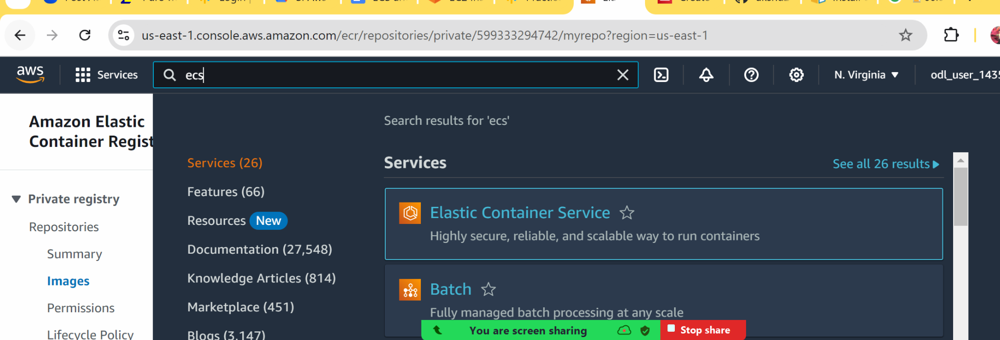 us-east-1.console.aws.amazon.com/ecr/repositories/private/599333294742/myrepo?region=us-east-1
aws
Services
ecs
N. Virginia
odl_user_143
Amazon Elastic
Container Regist
Search results for 'ecs'
Services (26)
Features (66)
Resources New
Documentation (27,548)
Knowledge Articles (814)
Marketplace (451)
Blogs (3,147)
Private registry
Repositories
Summary
Images
Permissions
Lifecycle Policy
Services
See all 26 results
Elastic Container Service
Highly secure, reliable, and scalable way to run containers
Batch
Fully managed batch processing at any scale
You are screen sharing
Stop share